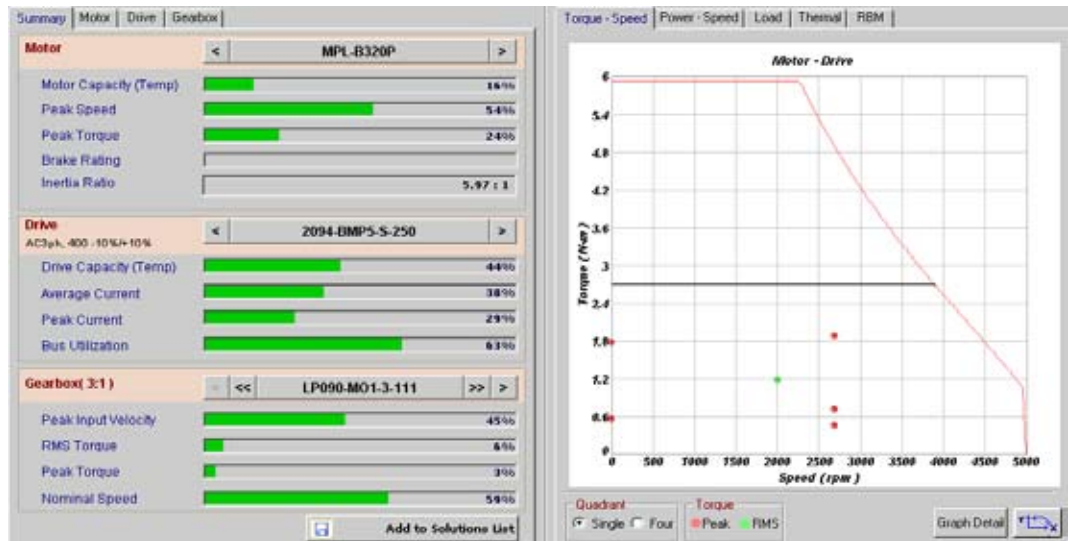 Summary Motor Drive Gearbox
Motor
< MPL-B320P >
Motor Capacity (Temp) 16%
Peak Speed 54%
Peak Torque 24%
Brake Rating
Inertia Ratio 5.97 : 1
Drive
AC3ph, 400 -10%/+10%
< 2094-BMP5-S-250 >
Drive Capacity (Temp) 44%
Average Current 38%
Peak Current 29%
Bus Utilization 63%
Gearbox( 3:1 )
<< LP090-MO1-3-111 >> >
Peak Input Velocity 45%
RMS Torque 6%
Peak Torque 3%
Nominal Speed 59%
Add to Solutions List
Torque - Speed Power - Speed Load Thermal RBM
Motor - Drive
Torque ( N-m )
6
5.4
4.8
4.2
3.6
3
2.4
1.8
1.2
0.6
0
0 500 1000 1500 2000 2500 3000 3500 4000 4500 5000
Speed ( rpm )
Quadrant
Single Four
Torque
Peak RMS
Graph Detail